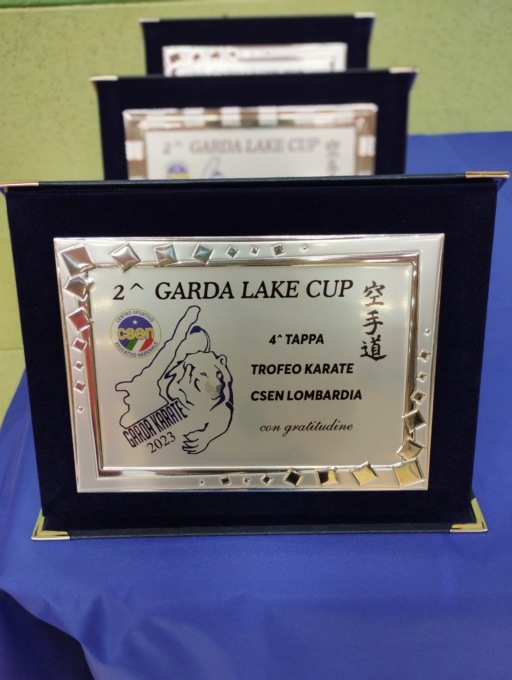 2^ GARDA LAKE CUP
2^ GARDA LAKE CUP
空手道
CENTRO SPORTIVO
csen
EDUCATIVO NAZIONALE
4^ TAPPA
TROFEO KARATE
CSEN LOMBARDIA
con gratitudine
GARDA KARATE
2023